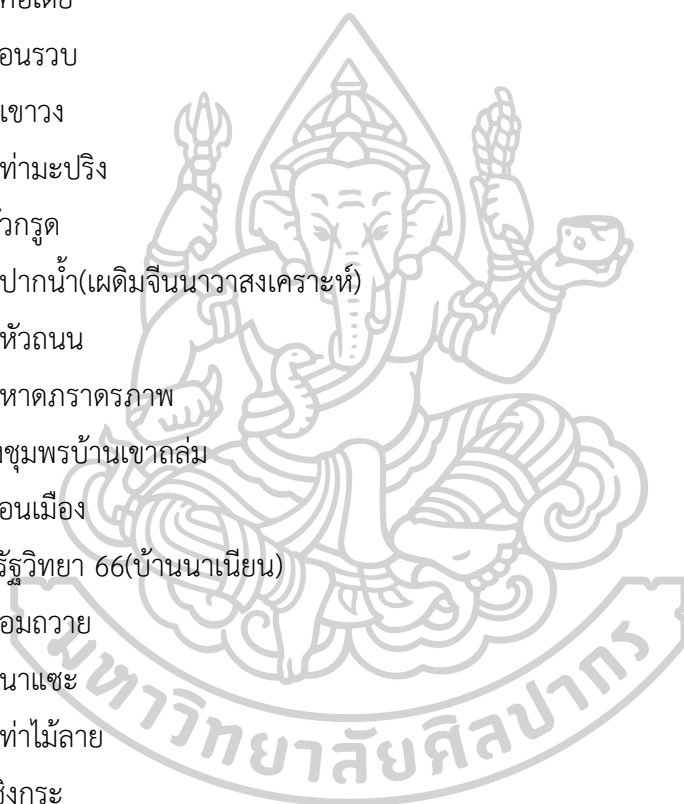 อนรวบ
เขาวง
ท่ามะปริง
วกรูด
ปากน้ำ(เผดิมจีนนาวาสงเคราะห์)
หัวถนน
หาดภราดรภาพ
ชุมพรบ้านเขาถล่ม
อนเมือง
รัฐวิทยา 66(บ้านนาเนียน)
อมถวาย
นาแซะ
ท่าไม้ลาย
ชิงกระ
มหาวิทยาลัยศิลปากร